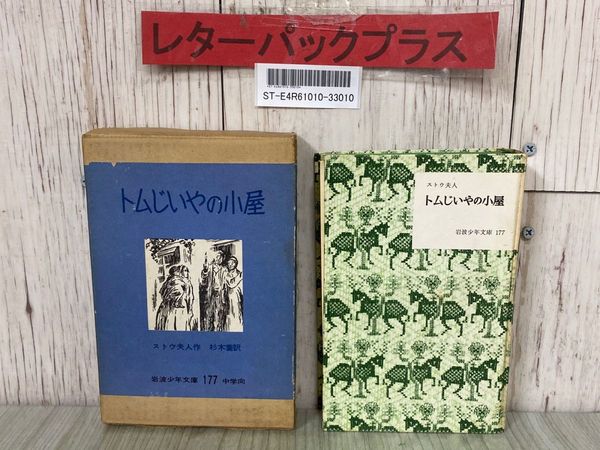 レターパックプラス
ST-E4R61010-33010
トムじいやの小屋
ストウ夫人作 杉木喬訳
岩波少年文庫 177 中学向
ストウ夫人
トムじいやの小屋
岩波少年文庫 177